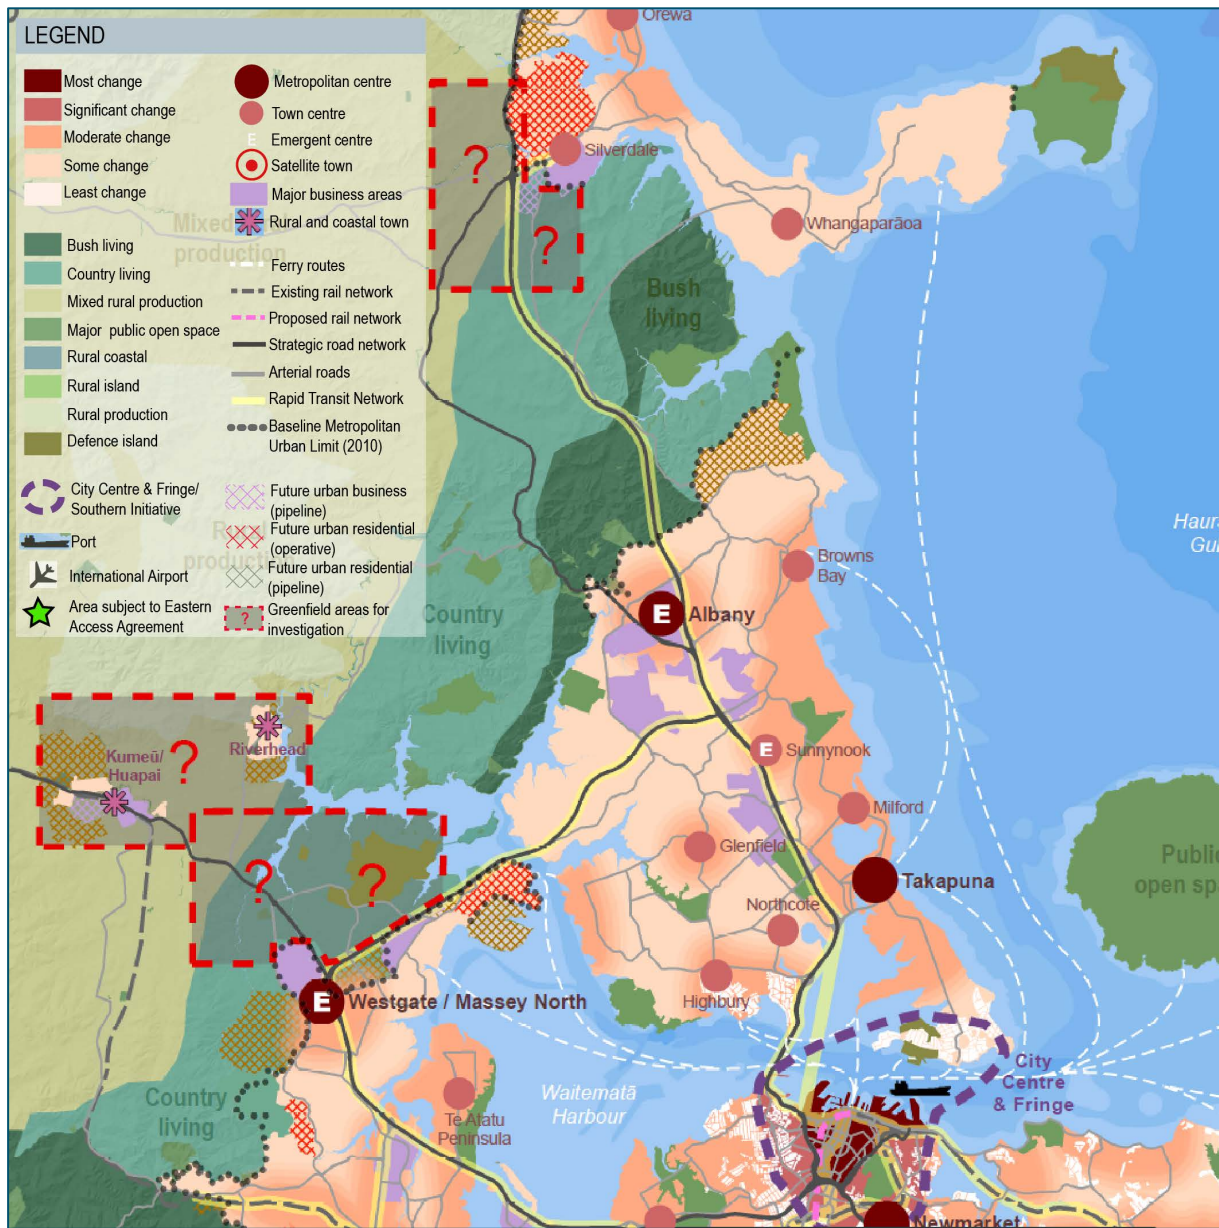 LEGEND
Most change
Significant change
Moderate change
Some change
Least change
Bush living
Country living
Mixed rural production
Major public open space
Rural coastal
Rural island
Rural production
Defence island
City Centre & Fringe/
Southern Initiative
Port
International Airport
Area subject to Eastern
Access Agreement
Metropolitan centre
Town centre
E
Emergent centre
Satellite town
Major business areas
Rural and coastal town
Ferry routes
Existing rail network
Proposed rail network
Strategic road network
Arterial roads
Rapid Transit Network
Baseline Metropolitan
Urban Limit (2010)
Future urban business
(pipeline)
Future urban residential
(operative)
Future urban residential
(pipeline)
?
Greenfield areas for
investigation
Orewa
Silverdale
?
?
Whangaparāoa
Mixed
production
Bush
living
production
Browns
Bay
E
Albany
Country
living
Riverhead
Kumeū/
Huapai
?
E
Sunnynook
Milford
Glenfield
Takapuna
?
?
Northcote
Highbury
E
Westgate / Massey North
Public
open
Waitematā
Harbour
City
Centre
& Fringe
Country
living
Te Atatu
Peninsula
Newmarket